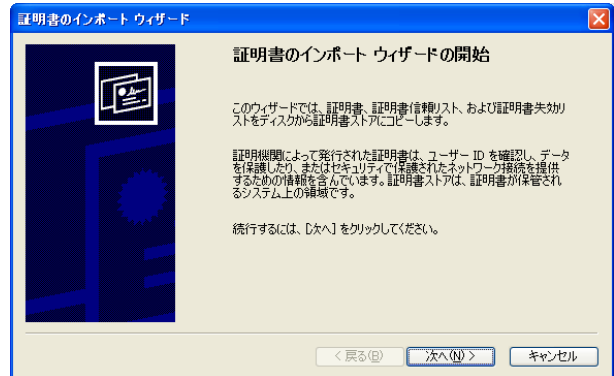 証明書のインポート ウィザード
証明書のインポート ウィザードの開始
このウィザードでは、証明書、証明書信頼リスト、および証明書失効リ
ストをディスクから証明書ストアにコピーします。
証明機関によって発行された証明書は、ユーザー ID を確認し、データ
を保護したり、またはセキュリティで保護されたネットワーク接続を提供
するための情報を含んでいます。証明書ストアは、証明書が保管され
るシステム上の領域です。
続行するには、[次へ] をクリックしてください。
< 戻る(B) 次へ(N) > キャンセル